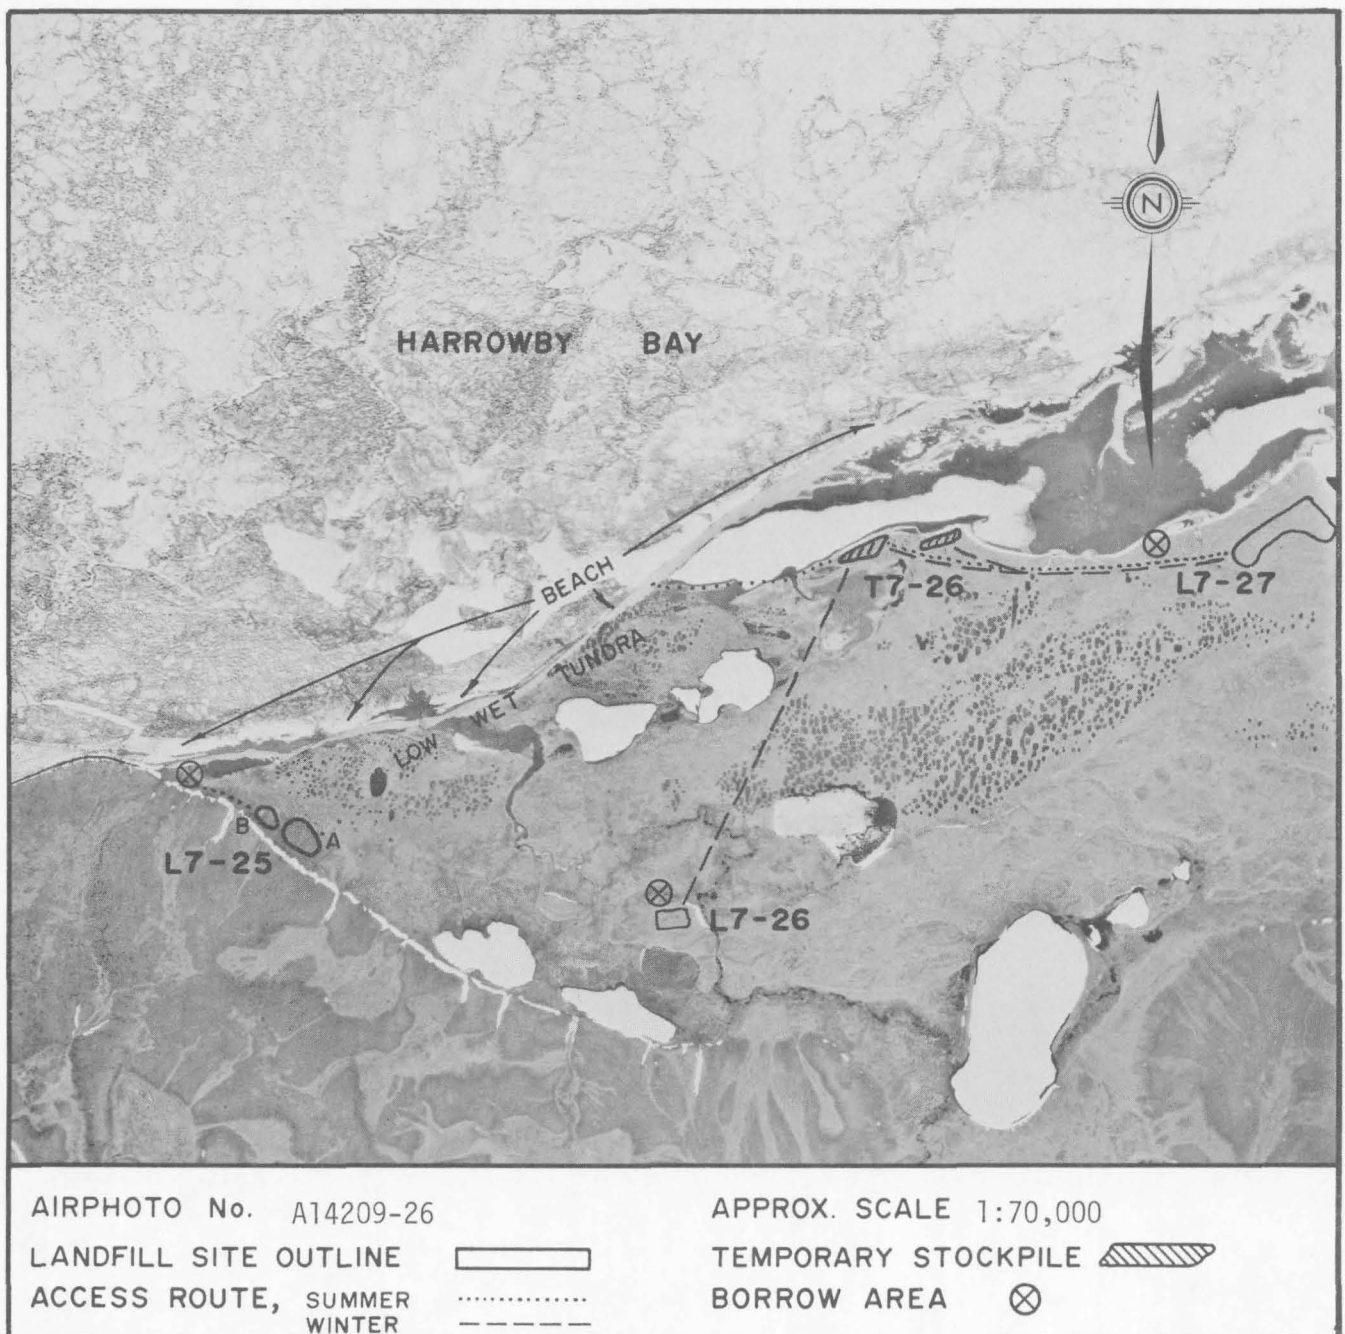 N
HARROWBY BAY
BEACH
T7-26
L7-27
LOW WET TUNDRA
B
A
L7-25
L7-26
AIRPHOTO No. A14209-26
APPROX. SCALE 1:70,000
LANDFILL SITE OUTLINE
TEMPORARY STOCKPILE
ACCESS ROUTE, SUMMER
WINTER
BORROW AREA